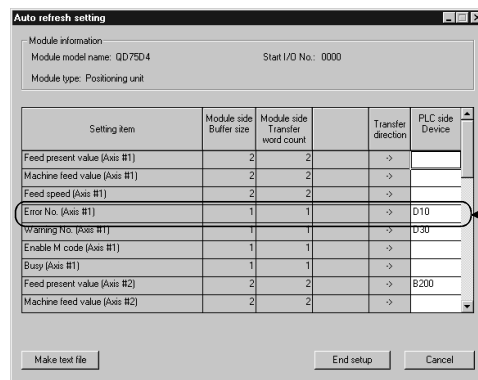 Auto refresh setting
Module information
Module model name: QD75D4 Start I/O No.: 0000
Module type: Positioning unit
Setting item Module side Buffer size Module side Transfer word count Transfer direction PLC side Device
Feed present value (Axis #1) 2 2 ->
Machine feed value (Axis #1) 2 2 ->
Feed speed (Axis #1) 2 2 ->
Error No. (Axis #1) 1 1 -> D10
Warning No. (Axis #1) 1 1 -> D30
Enable M code (Axis #1) 1 1 ->
Busy (Axis #1) 1 1 ->
Feed present value (Axis #2) 2 2 -> B200
Machine feed value (Axis #2) 2 2 ->
Make text file End setup Cancel